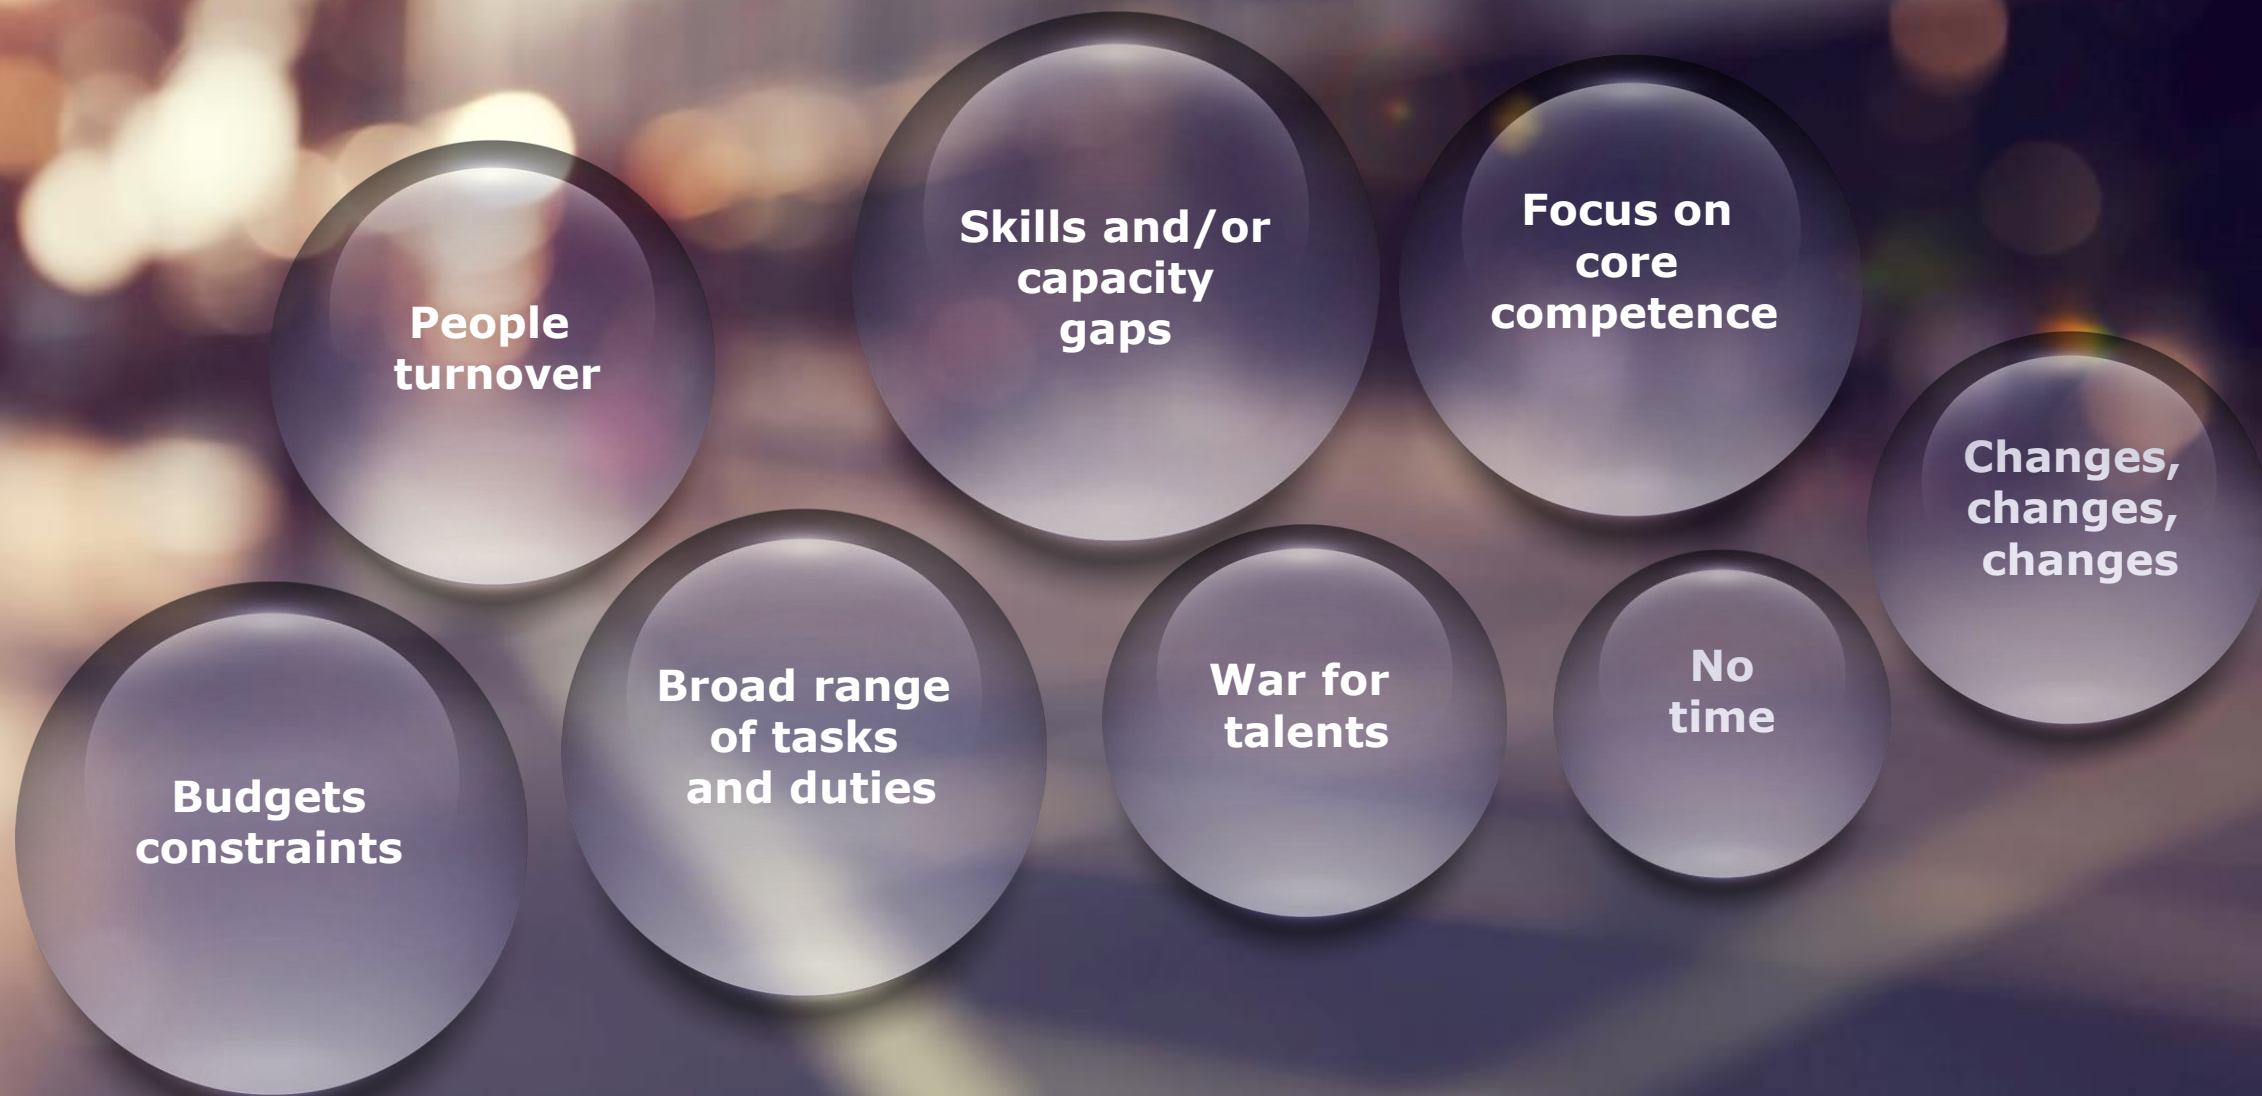 People
turnover
Skills and/or
capacity
gaps
Focus on
core
competence
Changes,
changes,
changes
Budgets
constraints
Broad range
of tasks
and duties
War for
talents
No
time